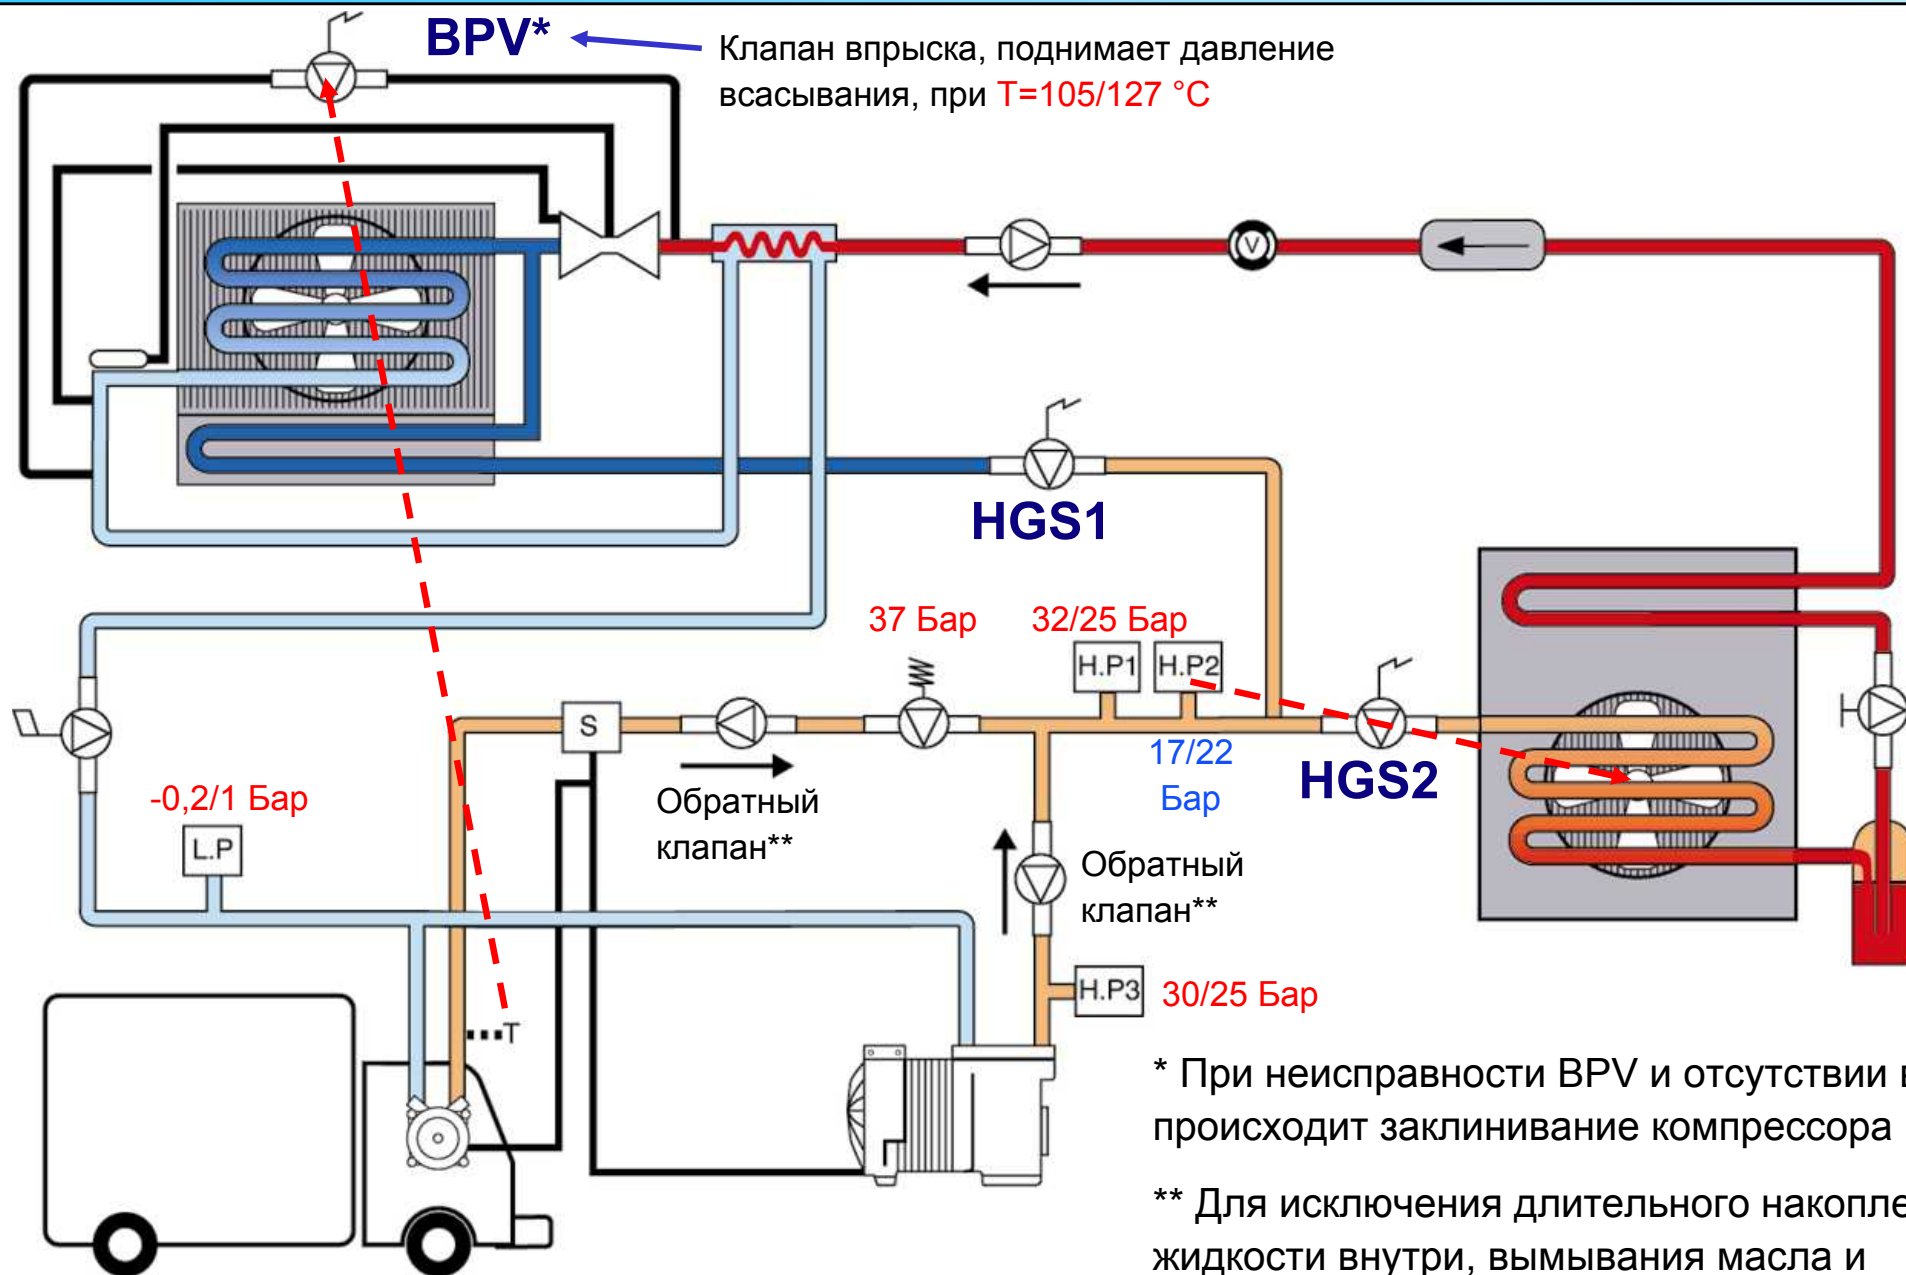 BPV*
Клапан впрыска, поднимает давление
всасывания, при T=105/127 °C
V
HGS1
37 Бар
32/25 Бар
H.P1
H.P2
S
17/22
Бар
HGS2
-0,2/1 Бар
L.P
Обратный
клапан**
Обратный
клапан**
H.P3
30/25 Бар
T
* При неисправности BPV и отсутствии
происходит заклинивание компрессора
** Для исключения длительного
жидкости внутри, вымывания масла и